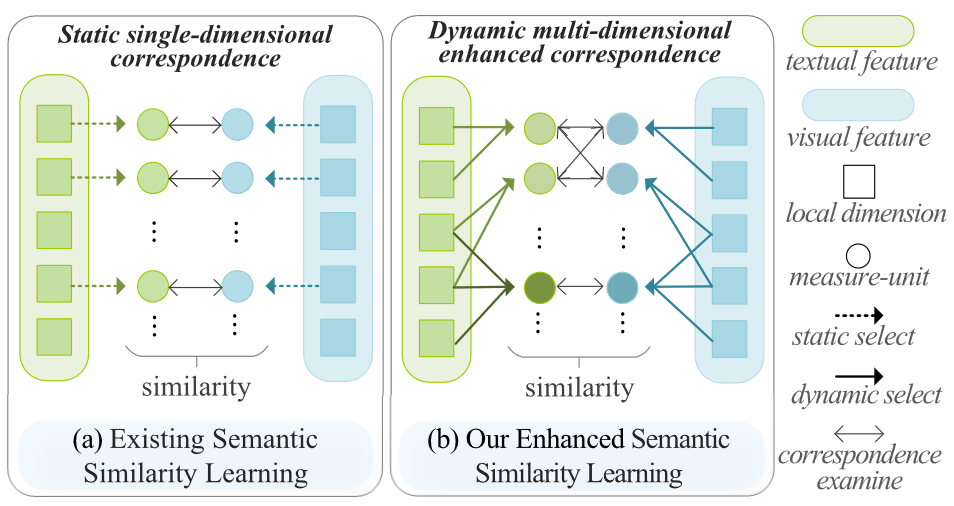 Static single-dimensional
correspondence
similarity
(a) Existing Semantic
Similarity Learning
Dynamic multi-dimensional
enhanced correspondence
similarity
(b) Our Enhanced Semantic
Similarity Learning
textual feature
visual feature
local dimension
measure-unit
static select
dynamic select
correspondence
examine